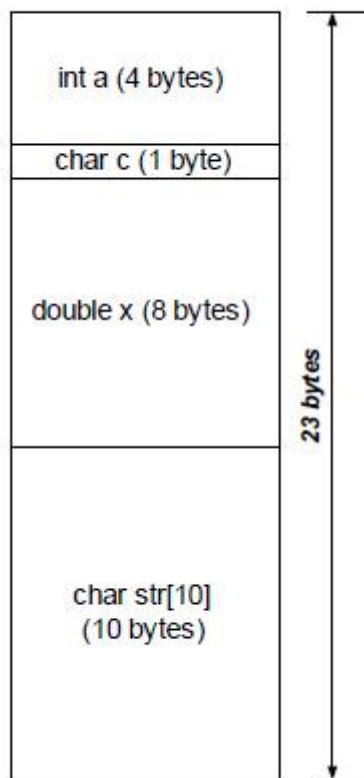 int a (4 bytes)
char c (1 byte)
double x (8 bytes)
23 bytes
char str[10]
(10 bytes)